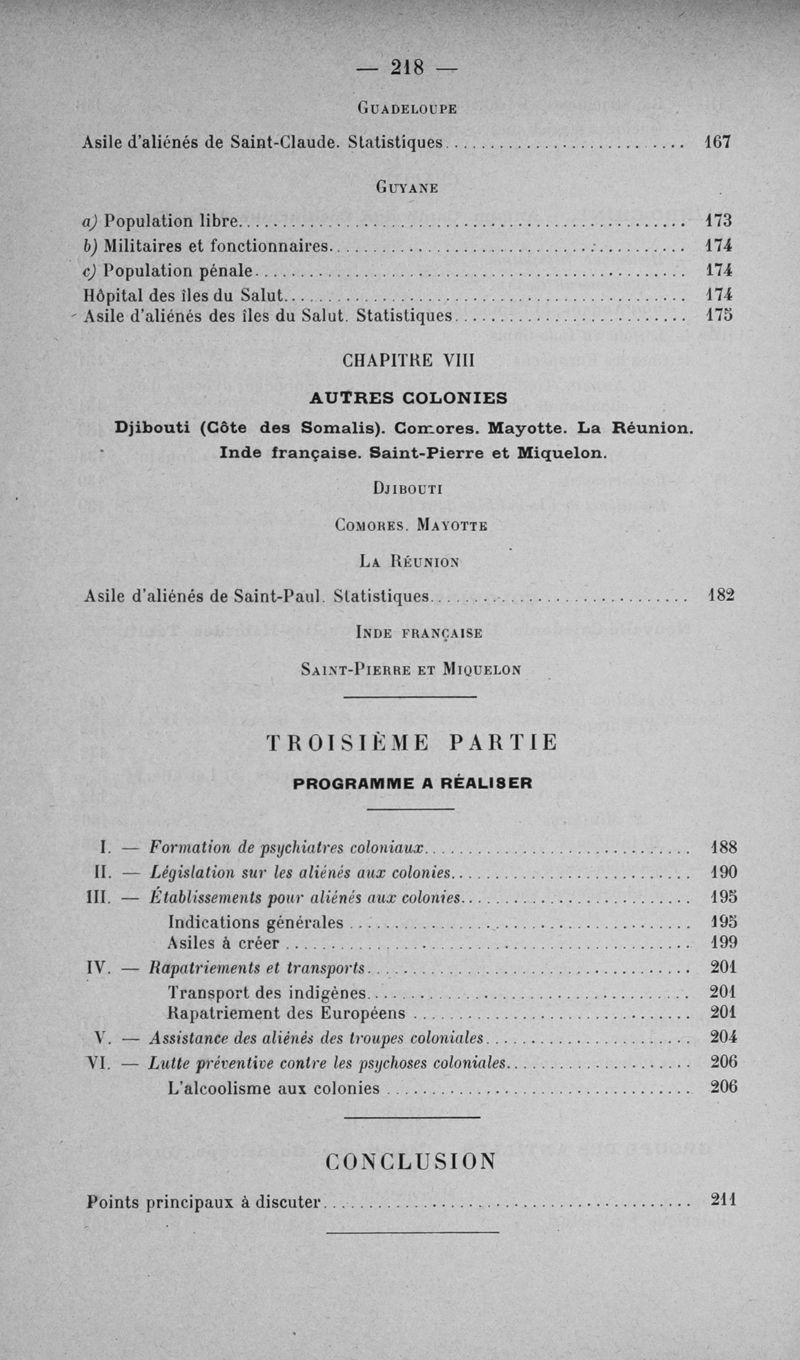 — 218 —
GUADELOUPE
Asile d'aliénés de Saint-Claude. Statistiques........................... 167
GUYANE
a) Population libre.................................................. 173
b) Militaires et fonctionnaires........................................ 174
c) Population pénale................................................ 174
Hôpital des îles du Salut............................................. 174
Asile d'aliénés des îles du Salut. Statistiques.......................... 175
CHAPITRE VIII
AUTRES COLONIES
Djibouti (Côte des Somalis). Comores. Mayotte. La Réunion.
Inde française. Saint-Pierre et Miquelon.
DJIBOUTI
COMORES. MAYOTTE
LA RÉUNION
Asile d'aliénés de Saint-Paul. Statistiques............................. 182
INDE FRANÇAISE
SAINT-PIERRE ET MIQUELON
TROISIÈME PARTIE
PROGRAMME A RÉALISER
I. — Formation de psychiatres coloniaux.............................. 188
II. — Législation sur les aliénés aux colonies........................... 190
III. — Établissements pour aliénés aux colonies.......................... 195
Indications générales...................................... 195
Asiles à créer............................................. 199
IV. — Rapatriements et transports.................................... 201
Transport des indigènes.................................... 201
Rapatriement des Européens............................... 201
V. — Assistance des aliénés des troupes coloniales....................... 204
VI. — Lutte préventive contre les psychoses coloniales..................... 206
L'alcoolisme aux colonies.................................. 206
CONCLUSION
Points principaux à discuter......................................... 211